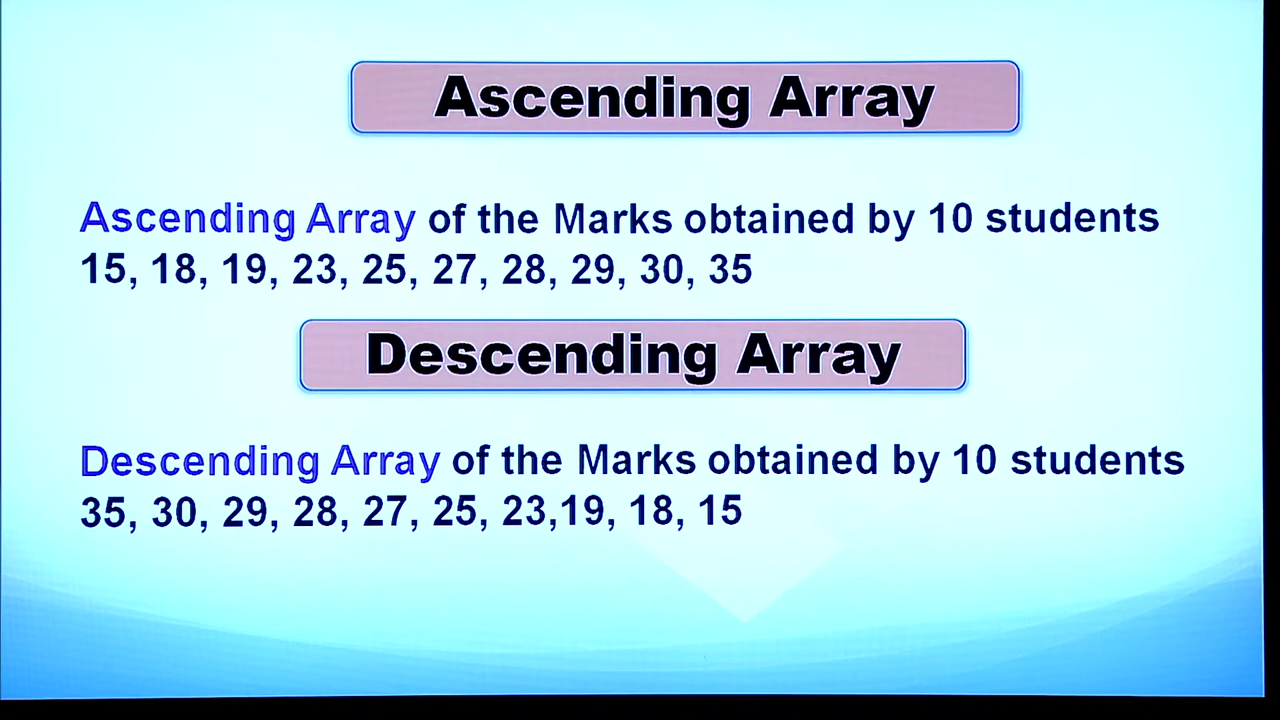 Ascending Array
Ascending Array of the Marks obtained by 10 students
15, 18, 19, 23, 25, 27, 28, 29, 30, 35
Descending Array
Descending Array of the Marks obtained by 10 students
35, 30, 29, 28, 27, 25, 23,19, 18, 15